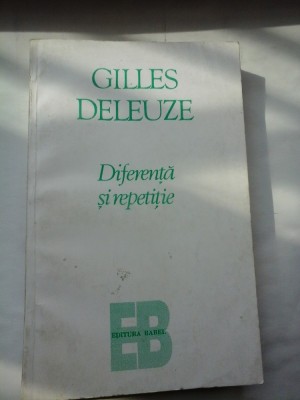 GILLES
DELEUZE
Diferență
și repetiție
EB
EDITURA BABEL